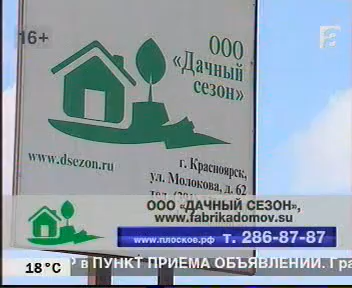 16+
ООО
«Дачный
сезон»
www.dsezon.ru
г. Красноярск,
ул. Молокова, д. 62
ООО «ДАЧНЫЙ СЕЗОН»,
www.fabrikadomov.su
www.плоское.рф т. 286-87-87
18°C в ПУНКТ ПРИЕМА ОБЪЯВЛЕНИЙ.